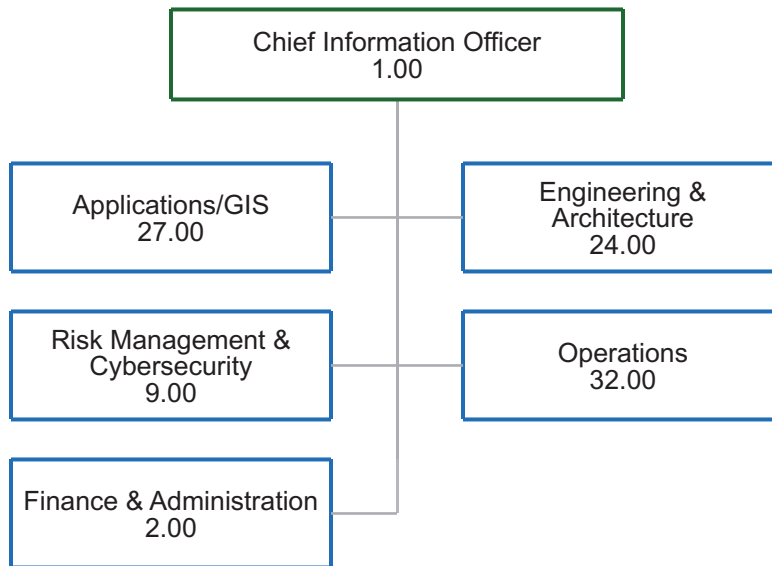 Chief Information Officer
1.00
Applications/GIS
27.00
Engineering &
Architecture
24.00
Risk Management &
Cybersecurity
9.00
Operations
32.00
Finance & Administration
2.00